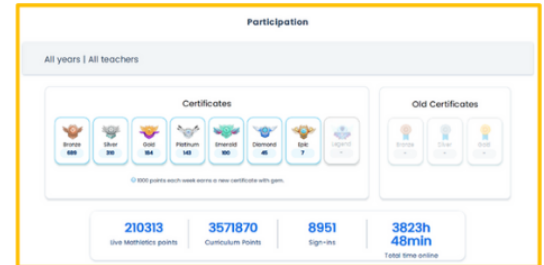 Participation
All years | All teachers
Certificates
Bronze Silver Gold Platinum Emerald Diamond Epic Legend
689 310 184 143 100 45 7 -
1000 points each week earns a new certificate with gem.
Old Certificates
Bronze Silver Gold
- - -
210313 3571870 8951 3823h
48min
Live Mathletics points Curriculum Points Sign-ins Total time online